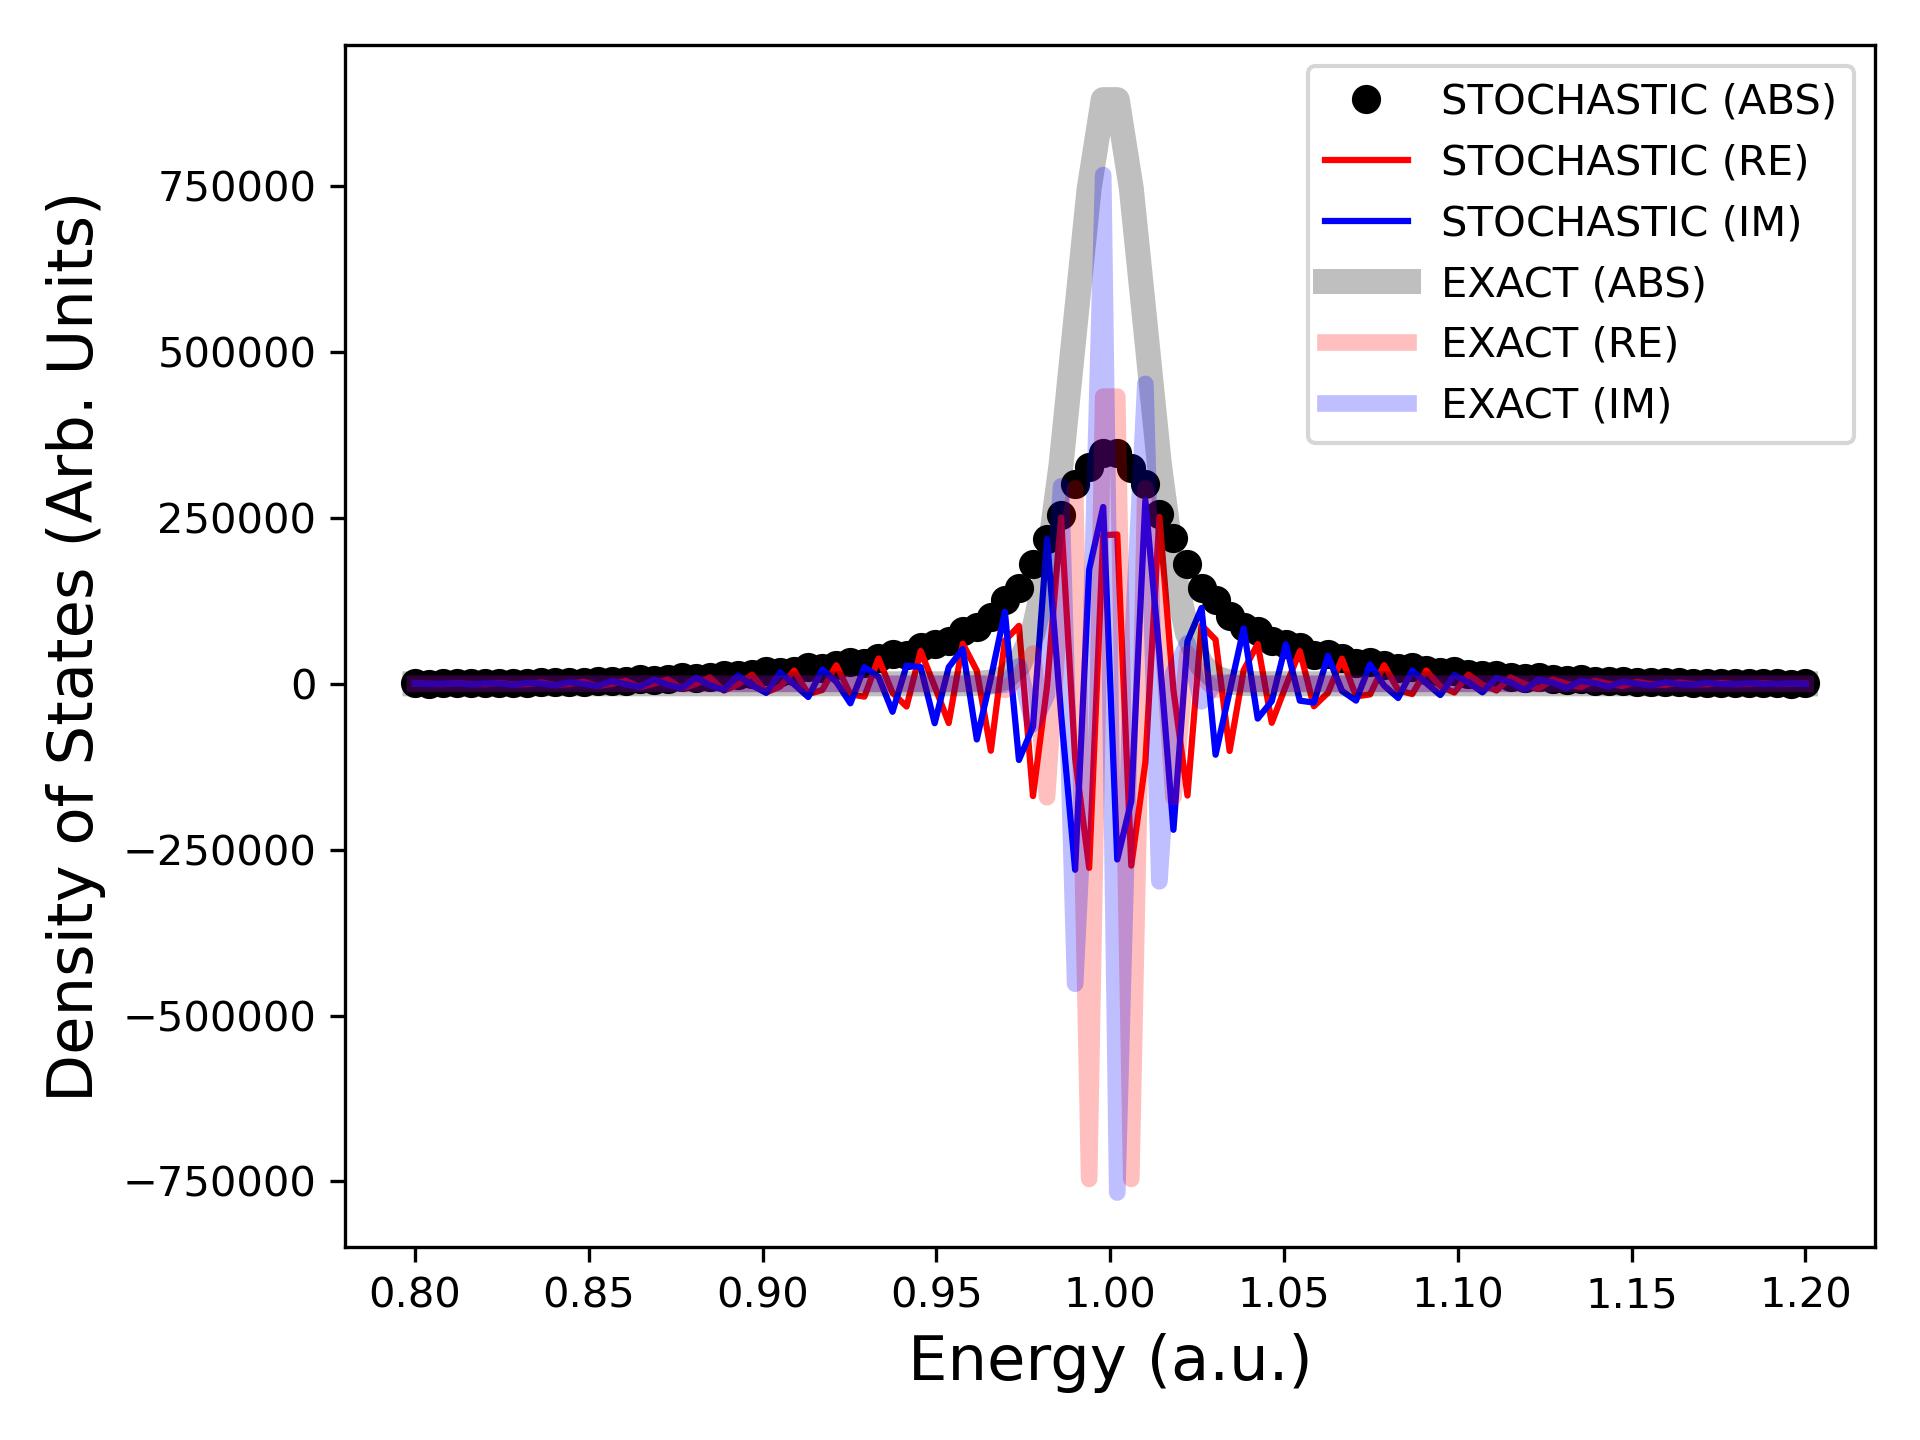 STOCHASTIC (ABS)
STOCHASTIC (RE)
STOCHASTIC (IM)
EXACT (ABS)
EXACT (RE)
EXACT (IM)
Density of States (Arb. Units)
750000
500000
250000
0
−250000
−500000
−750000
0.80 0.85 0.90 0.95 1.00 1.05 1.10 1.15 1.20
Energy (a.u.)